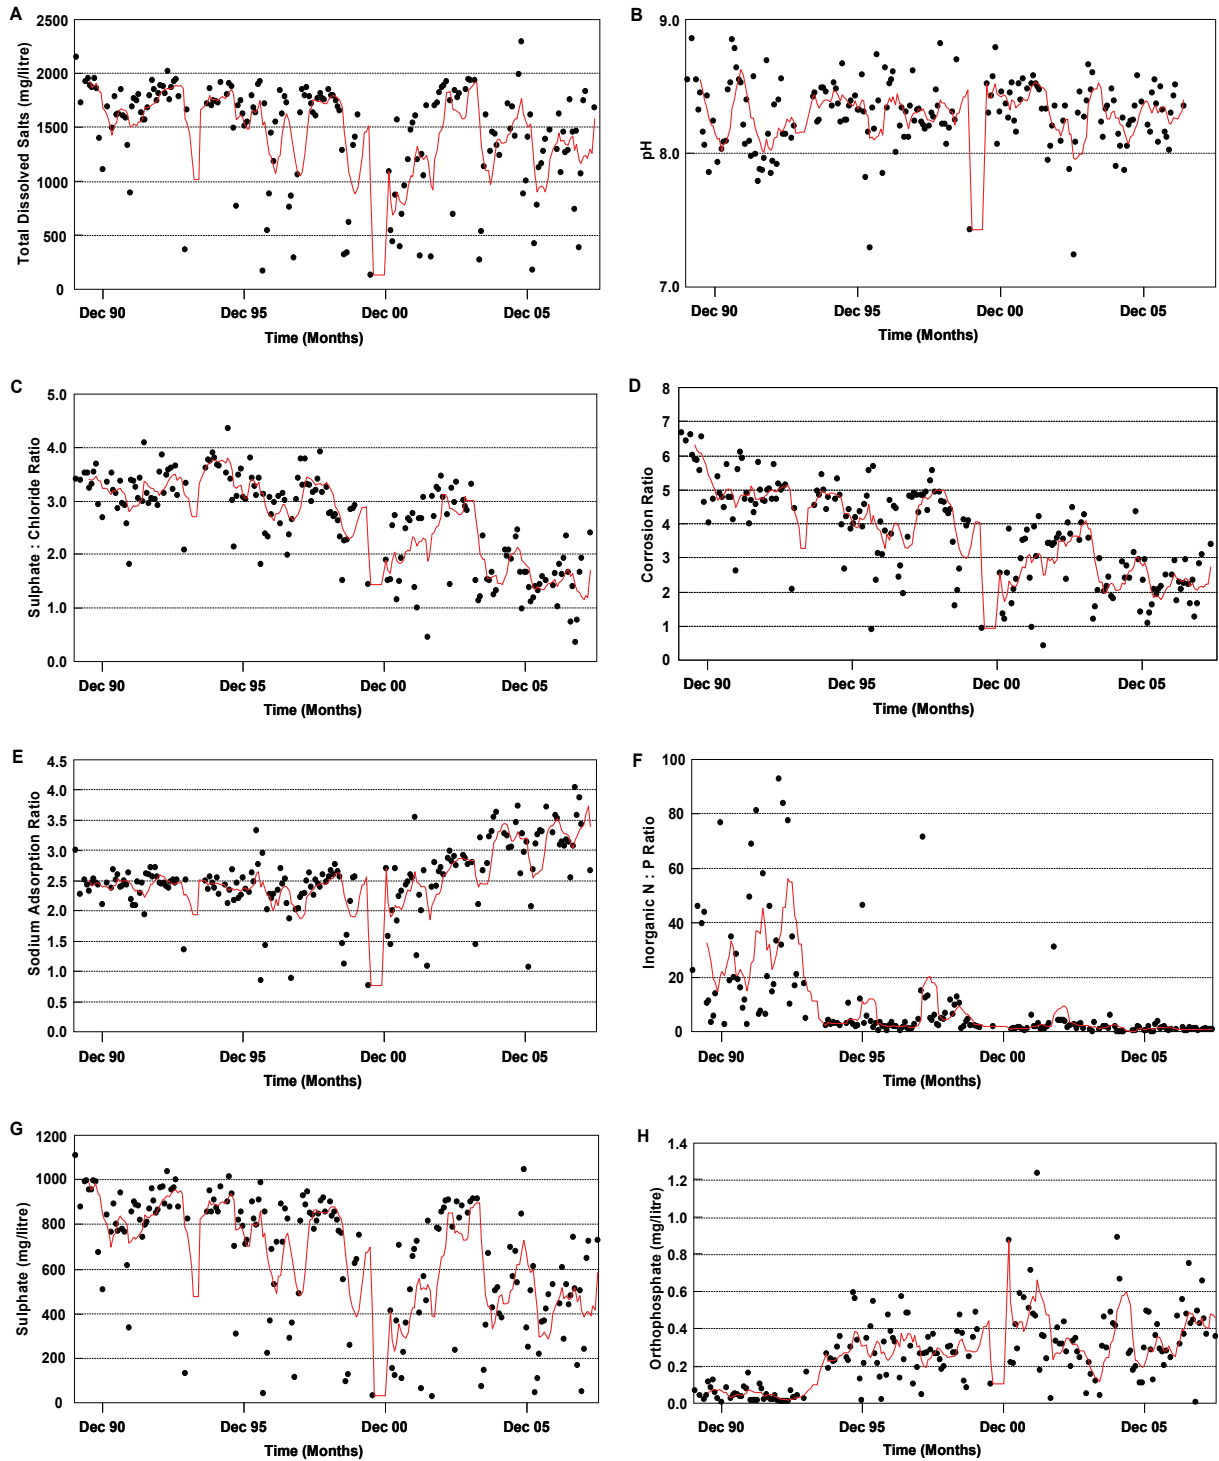 A
Total Dissolved Salts (mg/litre)
2500
2000
1500
1000
500
0
Dec 90 Dec 95 Dec 00 Dec 05
Time (Months)
B
pH
9.0
8.0
7.0
Dec 90 Dec 95 Dec 00 Dec 05
Time (Months)
C
Sulphate : Chloride Ratio
5.0
4.0
3.0
2.0
1.0
0.0
Dec 90 Dec 95 Dec 00 Dec 05
Time (Months)
D
Corrosion Ratio
8
7
6
5
4
3
2
1
0
Dec 90 Dec 95 Dec 00 Dec 05
Time (Months)
E
Sodium Adsorption Ratio
4.5
4.0
3.5
3.0
2.5
2.0
1.5
1.0
0.5
0.0
Dec 90 Dec 95 Dec 00 Dec 05
Time (Months)
F
Inorganic N : P Ratio
100
80
60
40
20
0
Dec 90 Dec 95 Dec 00 Dec 05
Time (Months)
G
Sulphate (mg/litre)
1200
1000
800
600
400
200
0
Dec 90 Dec 95 Dec 00 Dec 05
Time (Months)
H
Orthophosphate (mg/litre)
1.4
1.2
1.0
0.8
0.6
0.4
0.2
0.0
Dec 90 Dec 95 Dec 00 Dec 05
Time (Months)